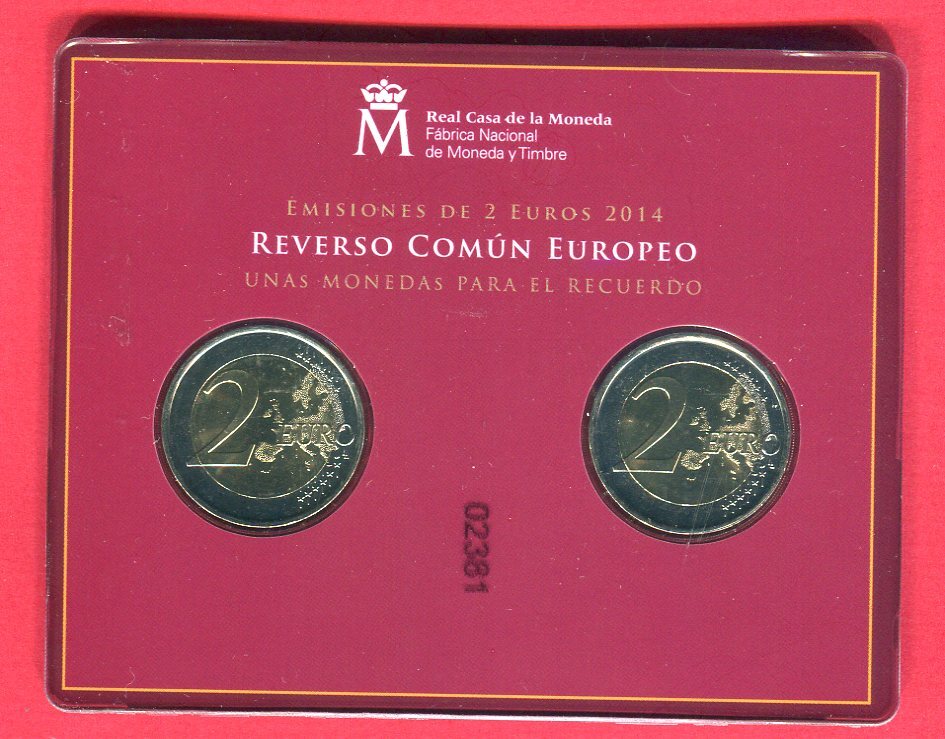 M
Real Casa de la Moneda
Fábrica Nacional
de Moneda y Timbre
EMISIONES DE 2 EUROS 2014
REVERSO COMÚN EUROPEO
UNAS MONEDAS PARA EL RECUERDO
2 EURO
2 EURO
02381